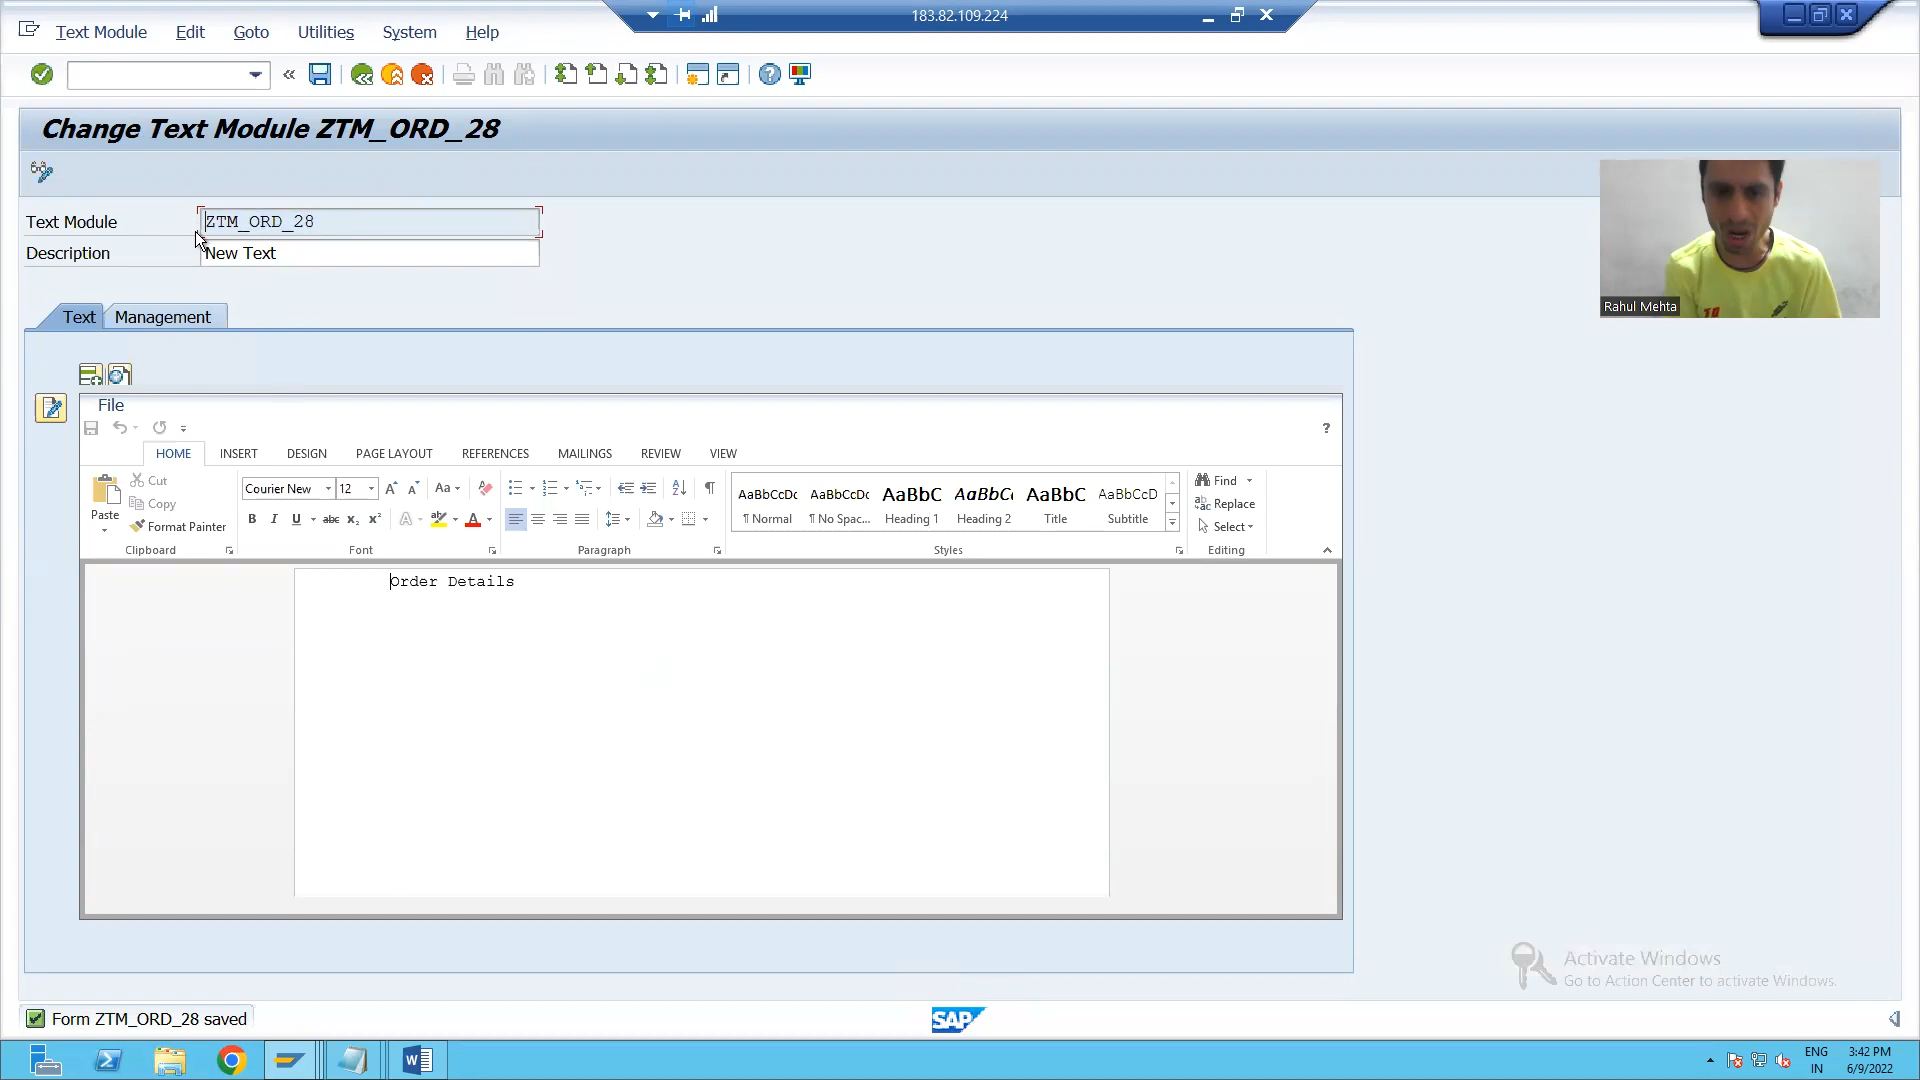 183.82.109.224
Text Module Edit Goto Utilities System Help
Change Text Module ZTM_ORD_28
Text Module ZTM_ORD_28
Description New Text
Rahul Mehta
Text Management
File
HOME INSERT DESIGN PAGE LAYOUT REFERENCES MAILINGS REVIEW VIEW
Paste
Cut
Copy
Format Painter
Clipboard
Courier New 12
Font
Paragraph
AaBbCcDc AaBbCcDc AaBbC AaBbCc AaBbC AaBbCcD
¶ Normal ¶ No Spac... Heading 1 Heading 2 Title Subtitle
Styles
Find
Replace
Select
Editing
Order Details
Activate Windows
Go to Action Center to activate Windows.
Form ZTM_ORD_28 saved
SAP
ENG
IN
3:42 PM
6/9/2022